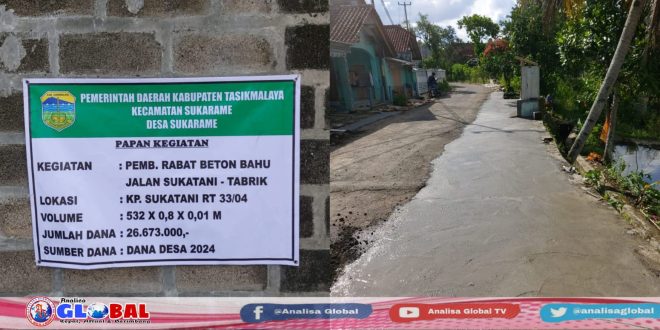 PEMERINTAH DAERAH KABUPATEN TASIKMALAYA
KECAMATAN SUKARAME
DESA SUKARAME
PAPAN KEGIATAN
KEGIATAN : PEMB. RABAT BETON BAHU
JALAN SUKATANI - TABRIK
LOKASI : KP. SUKATANI RT 33/04
VOLUME : 532 X 0,8 X 0,01 M
JUMLAH DANA : 26.673.000,-
SUMBER DANA : DANA DESA 2024
Analisa
GLOBAL
@Analisa Global
Analisa Global TV
@analisa_global